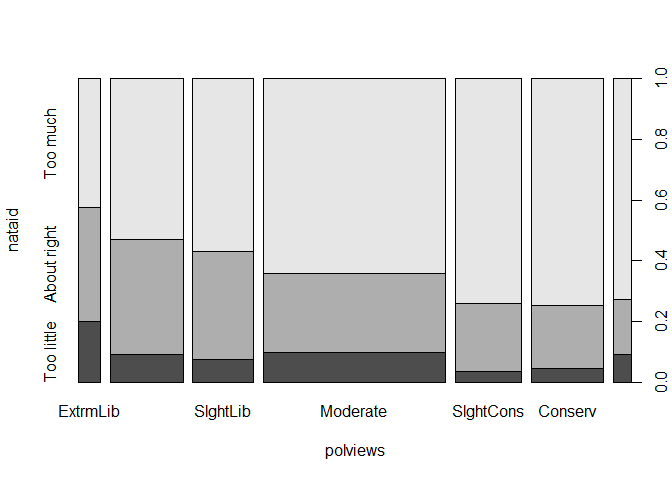 Too much
About right
Too little
nataid
1.0
0.8
0.6
0.4
0.2
0.0
ExtrmLib
SlghtLib
Moderate
SlghtCons
Conserv
polviews